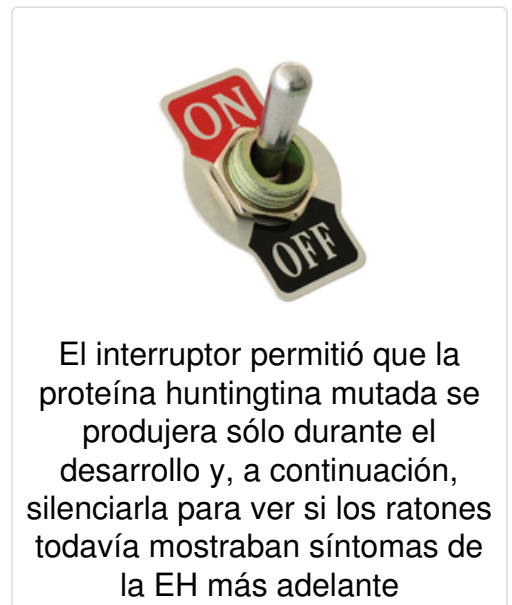 ON
OFF
El interruptor permitió que la
proteína huntingtina mutada se
produjera sólo durante el
desarrollo y, a continuación,
silenciarla para ver si los ratones
todavía mostraban síntomas de
la EH más adelante